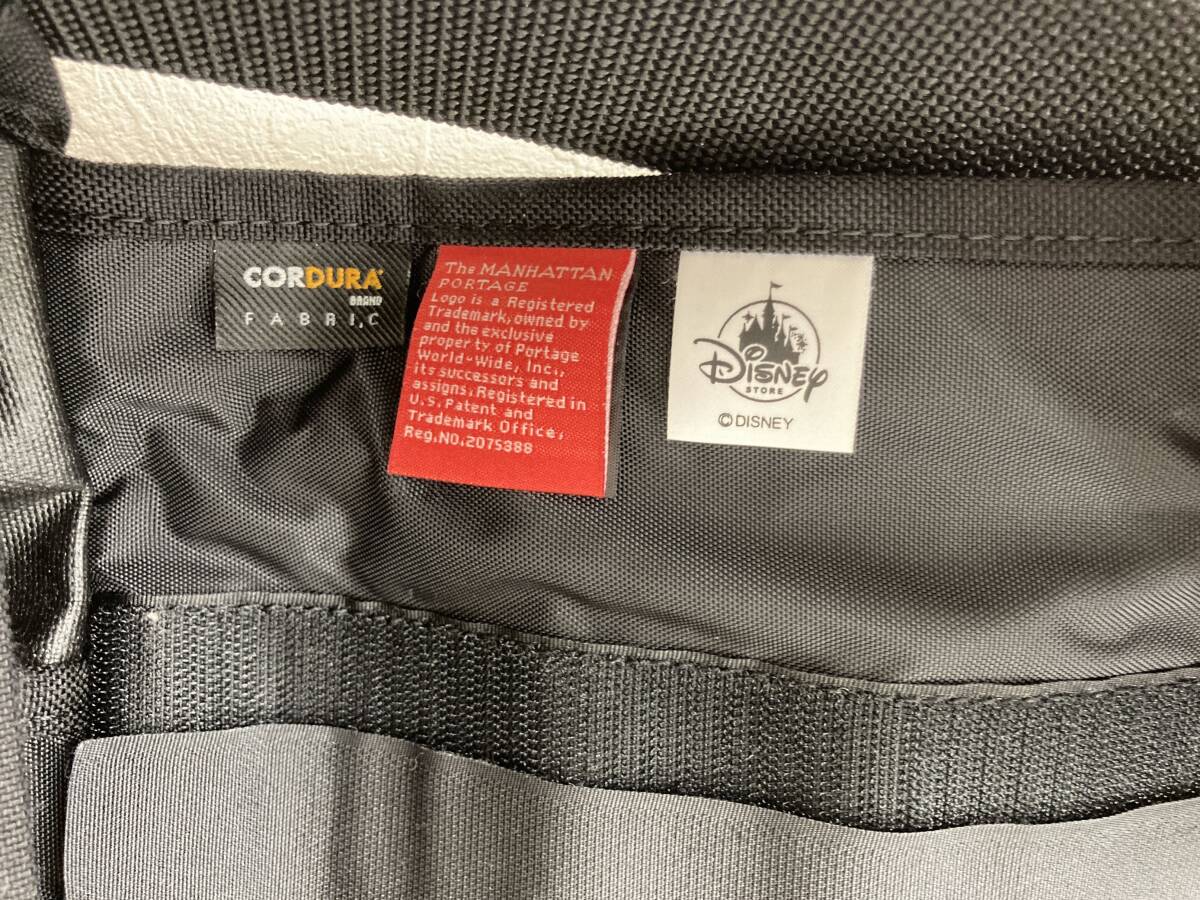 CORDURA®
BRAND
FABRIC
The MANHATTAN
PORTAGE
Logo is a Registered
Trademark, owned by
and the exclusive
property of Portage
World-Wide, Inc.,
its successors and
assigns, Registered in
U.S. Patent and
Trademark Office,
Reg. NO. 2075388
Disney
STORE
©DISNEY